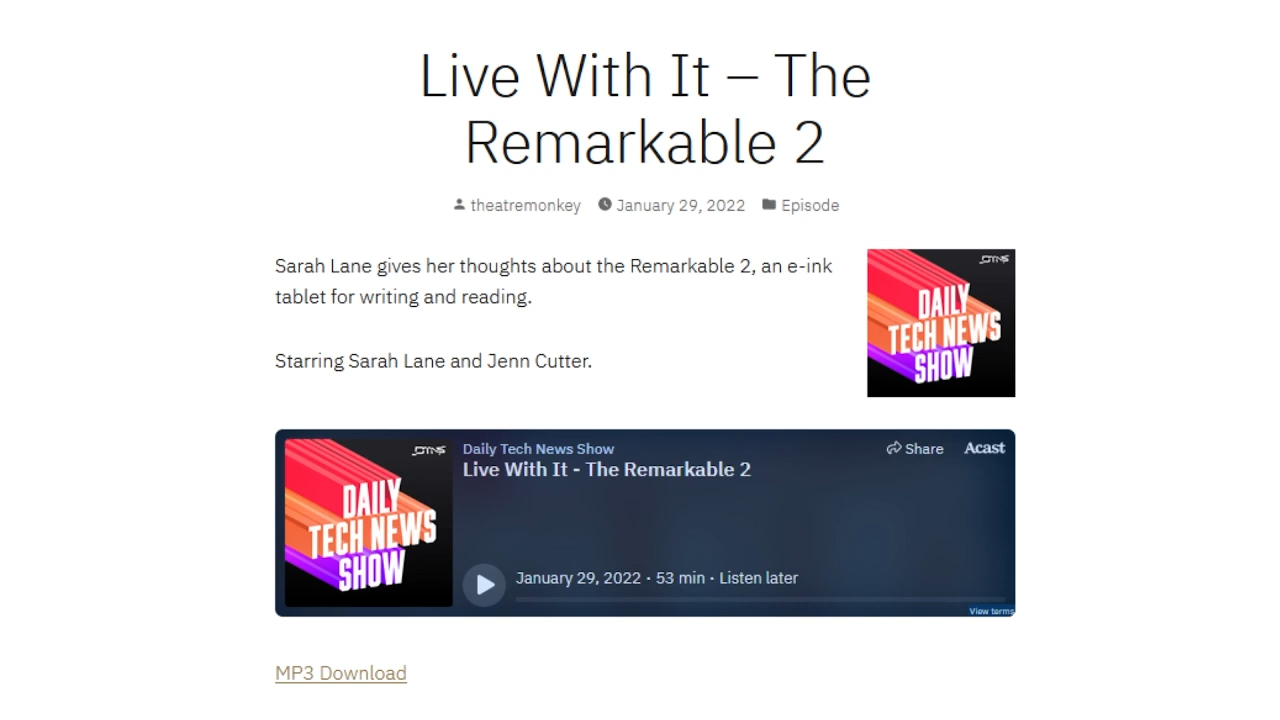 Live With It – The
Remarkable 2
theatremonkey January 29, 2022 Episode
Sarah Lane gives her thoughts about the Remarkable 2, an e-ink
tablet for writing and reading.
Starring Sarah Lane and Jenn Cutter.
DTNS
DAILY
TECH NEWS
SHOW
DTNS
DAILY
TECH NEWS
SHOW
Daily Tech News Show
Share Acast
Live With It - The Remarkable 2
January 29, 2022 · 53 min · Listen later
View terms
MP3 Download